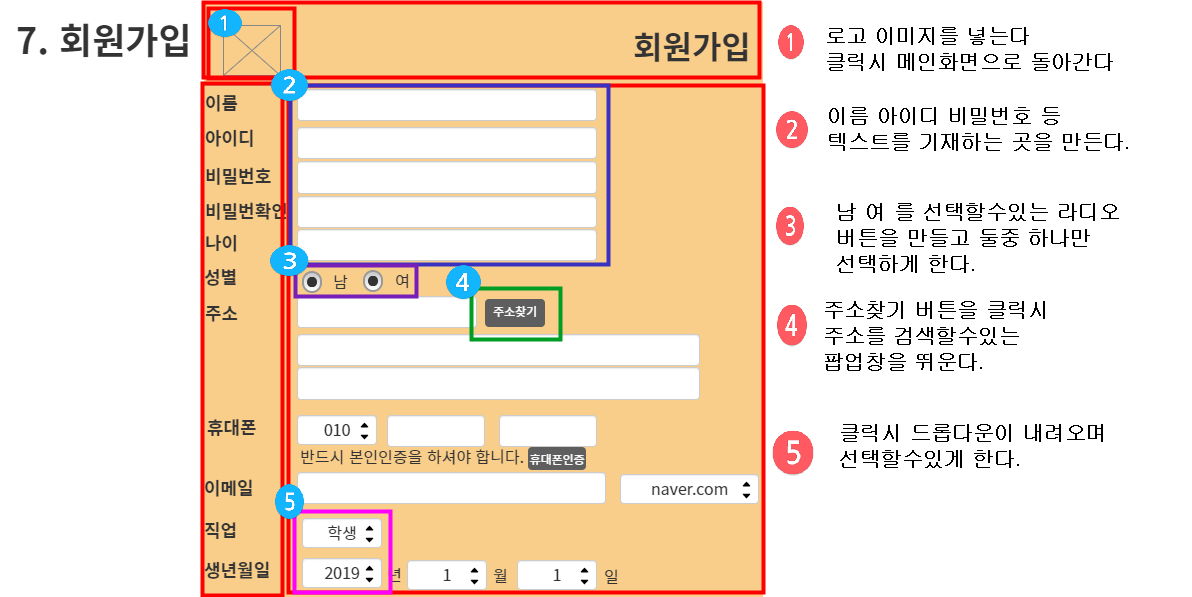 7. 회원가입
1
회원가입
2
이름
아이디
비밀번호
비밀번확인
나이
3
성별
남 여
4
주소
주소찾기
휴대폰
010
반드시 본인인증을 하셔야 합니다. 휴대폰인증
이메일
naver.com
5
직업
학생
생년월일
2019 년 1 월 1 일
1 로고 이미지를 넣는다
클릭시 메인화면으로 돌아간다
2 이름 아이디 비밀번호 등
텍스트를 기재하는 곳을 만든다.
3 남 여 를 선택할수있는 라디오
버튼을 만들고 둘중 하나만
선택하게 한다.
4 주소찾기 버튼을 클릭시
주소를 검색할수있는
팝업창을 뛰운다.
5 클릭시 드롭다운이 내려오며
선택할수있게 한다.